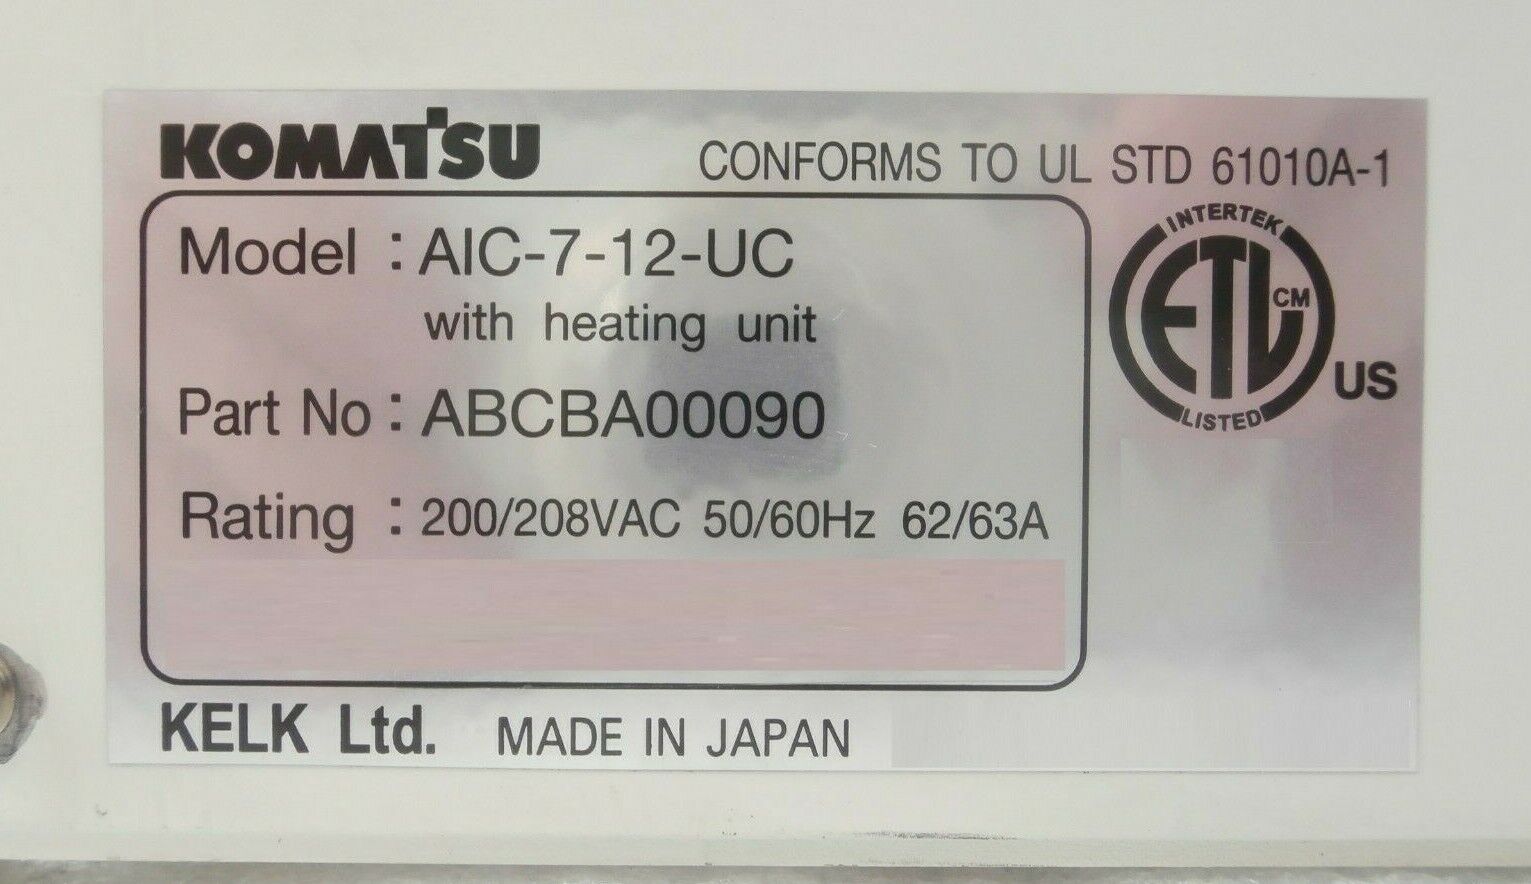 KOMATSU
CONFORMS TO UL STD 61010A-1
Model : AIC-7-12-UC
with heating unit
Part No : ABCBA00090
Rating : 200/208VAC 50/60Hz 62/63A
INTERTEK
ETL CM
LISTED
US
KELK Ltd. MADE IN JAPAN